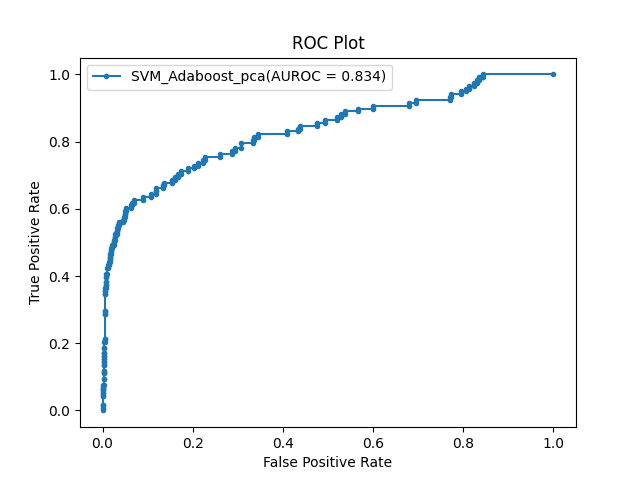 ROC Plot
SVM_Adaboost_pca(AUROC = 0.834)
1.0
0.8
0.6
0.4
0.2
0.0
True Positive Rate
0.0 0.2 0.4 0.6 0.8 1.0
False Positive Rate